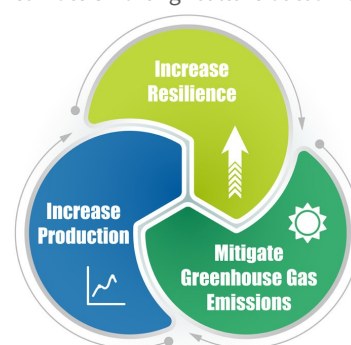 Increase
Resilience
Increase
Production
Mitigate
Greenhouse Gas
Emissions